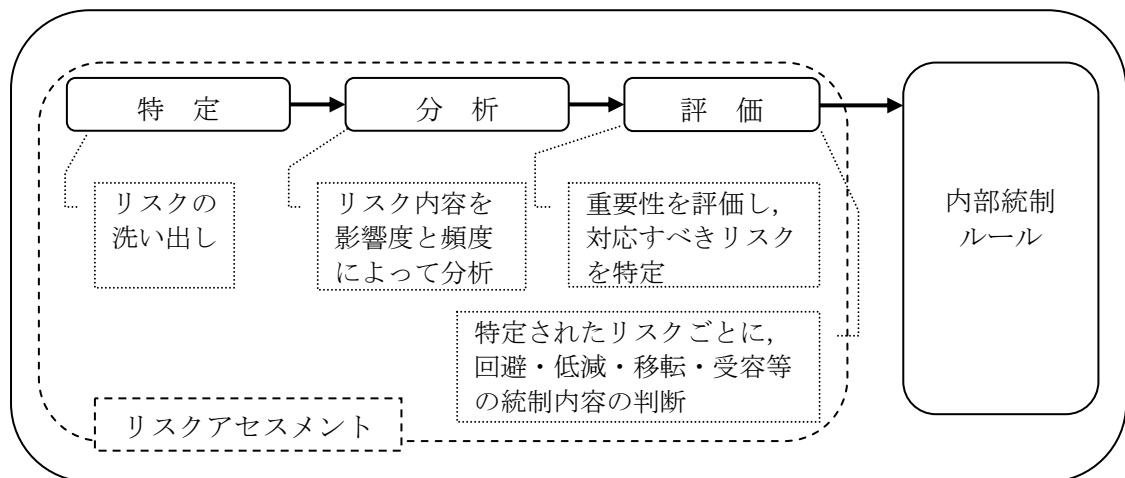 特 定
分 析
評 価
リスクの
洗い出し
リスク内容を
影響度と頻度
によって分析
重要性を評価し,
対応すべきリスク
を特定
特定されたリスクごとに,
回避・低減・移転・受容等
の統制内容の判断
リスクアセスメント
内部統制
ルール